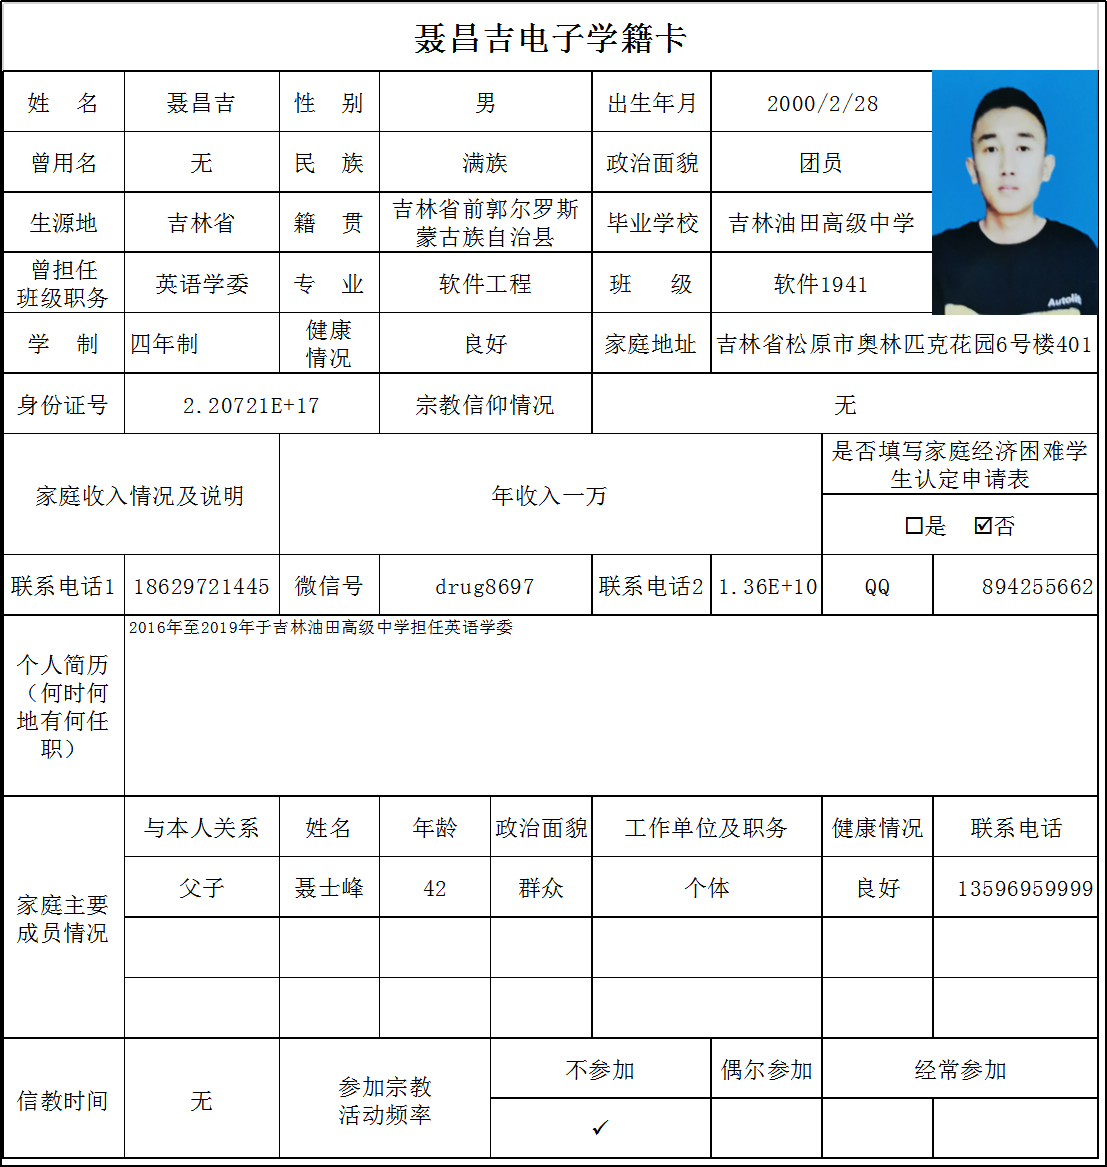 聂昌吉电子学籍卡
姓 名 聂昌吉 性 别 男 出生年月 2000/2/28
曾用名 无 民 族 满族 政治面貌 团员
生源地 吉林省 籍 贯 吉林省前郭尔罗斯
蒙古族自治县 毕业学校 吉林油田高级中学
曾担任
班级职务 英语学委 专 业 软件工程 班 级 软件1941
学 制 四年制 健康
情况 良好 家庭地址 吉林省松原市奥林匹克花园6号楼401
身份证号 2.20721E+17 宗教信仰情况 无
家庭收入情况及说明 年收入一万 是否填写家庭经济困难学
生认定申请表
☐是 ☑否
联系电话1 18629721445 微信号 drug8697 联系电话2 1.36E+10 QQ 894255662
个人简历
（何时何
地有何任
职）
2016年至2019年于吉林油田高级中学担任英语学委
家庭主要
成员情况
与本人关系 姓名 年龄 政治面貌 工作单位及职务 健康情况 联系电话
父子 聂士峰 42 群众 个体 良好 13596959999
信教时间 无 参加宗教
活动频率
不参加 偶尔参加 经常参加
✓
Autolif